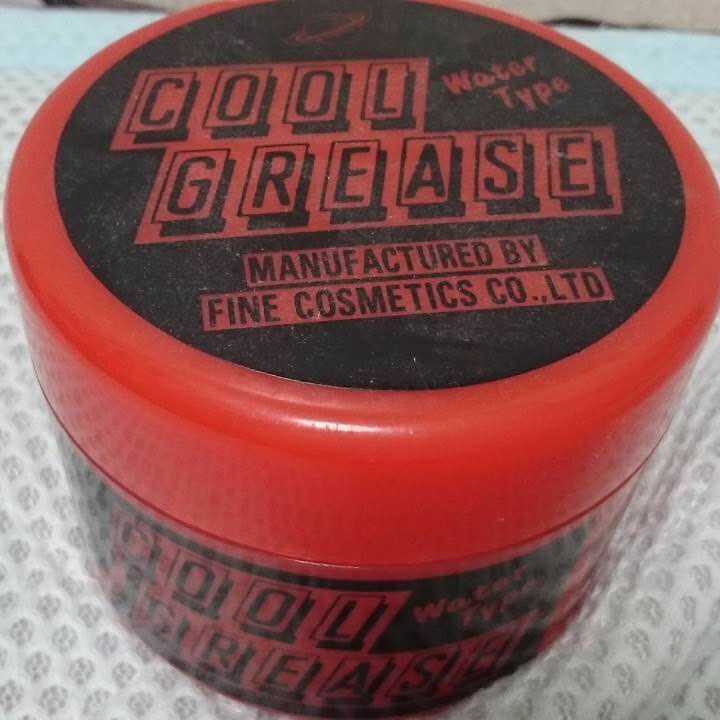 COOL
Water
Type
GREASE
MANUFACTURED BY
FINE COSMETICS CO.,LTD
COOL
Water
Type
GREASE